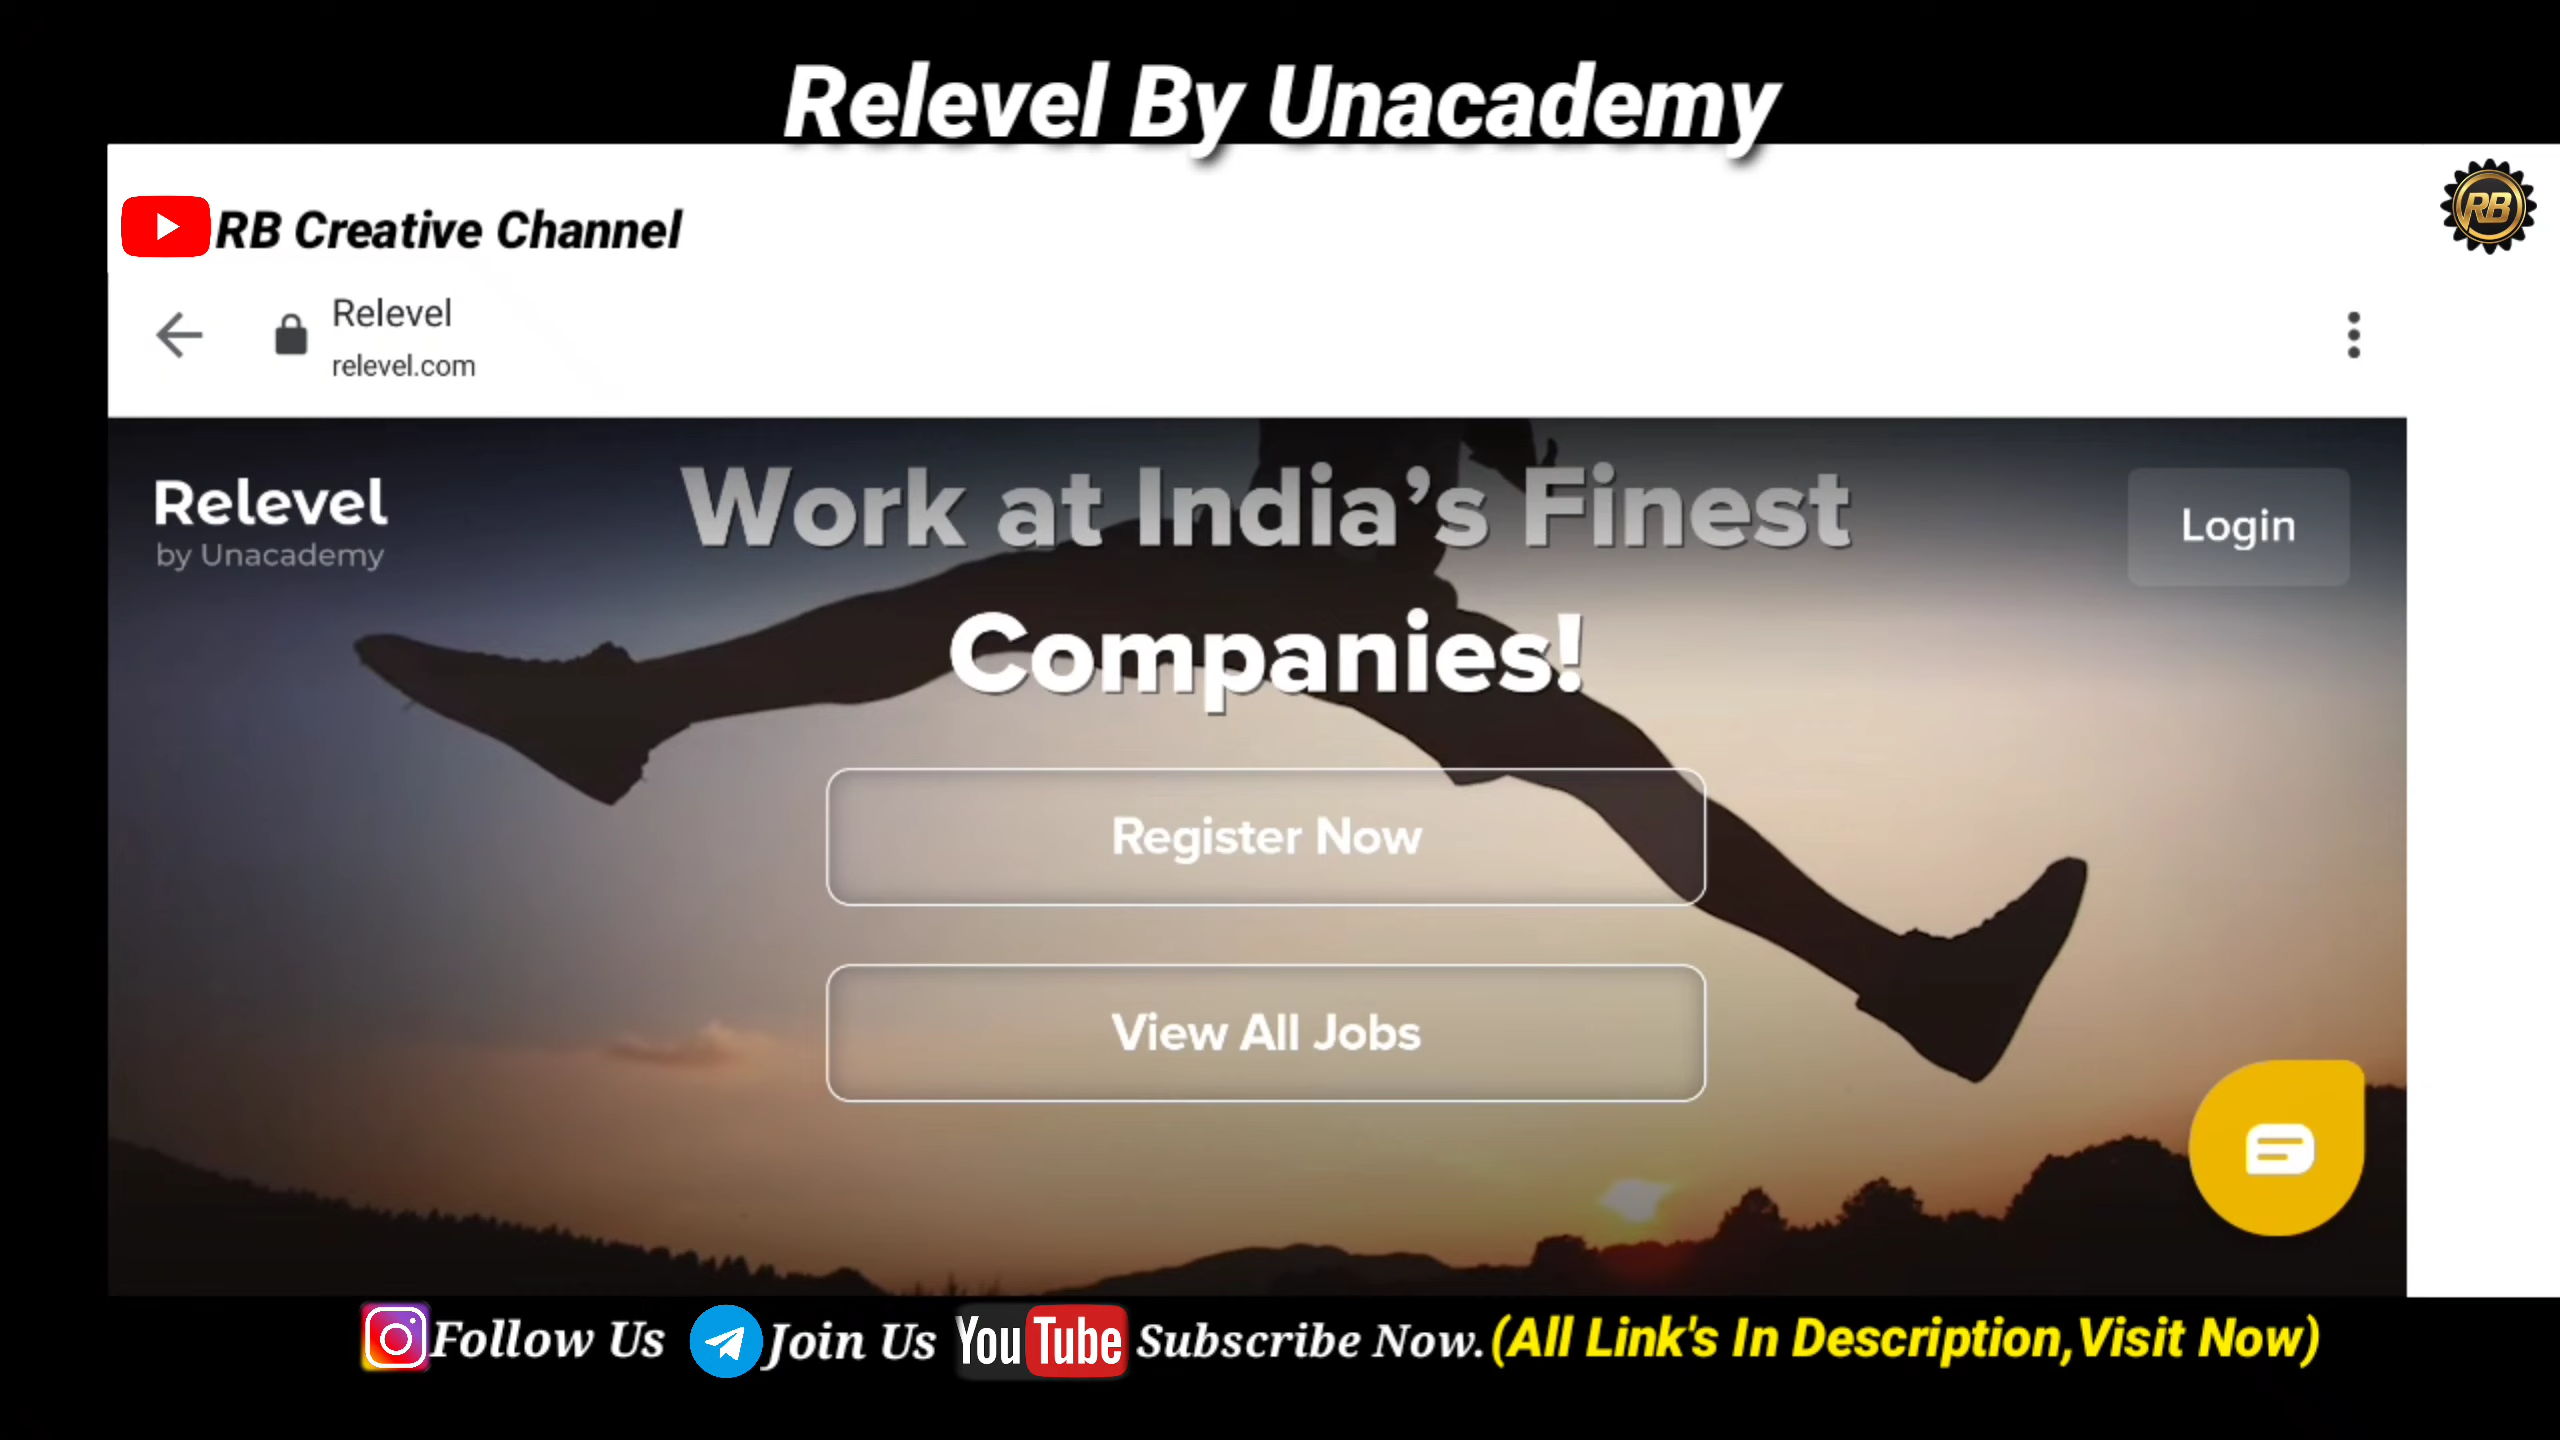 Relevel By Unacademy
RB Creative Channel
RB
Relevel
relevel.com
Relevel
by Unacademy
Work at India’s Finest
Companies!
Login
Register Now
View All Jobs
Follow Us Join Us YouTube Subscribe Now. (All Link's In Description,Visit Now)